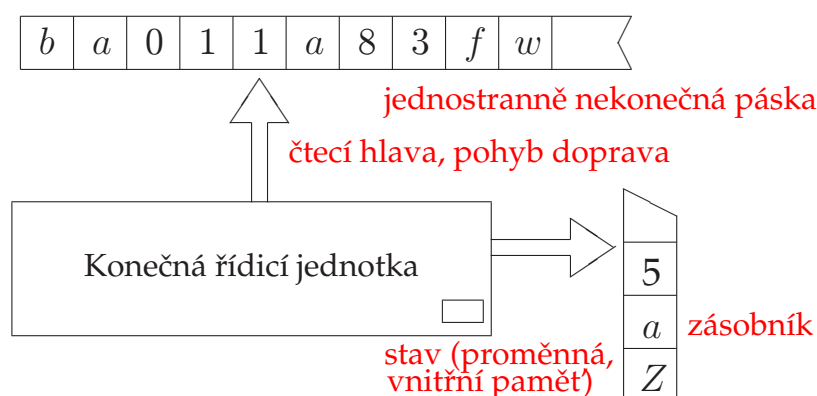 b a 0 1 1 a 8 3 f w
jednostranně nekonečná páska
čtecí hlava, pohyb doprava
Konečná řídicí jednotka
5
a
zásobník
stav (proměnná,
vnitřní paměť)
Z